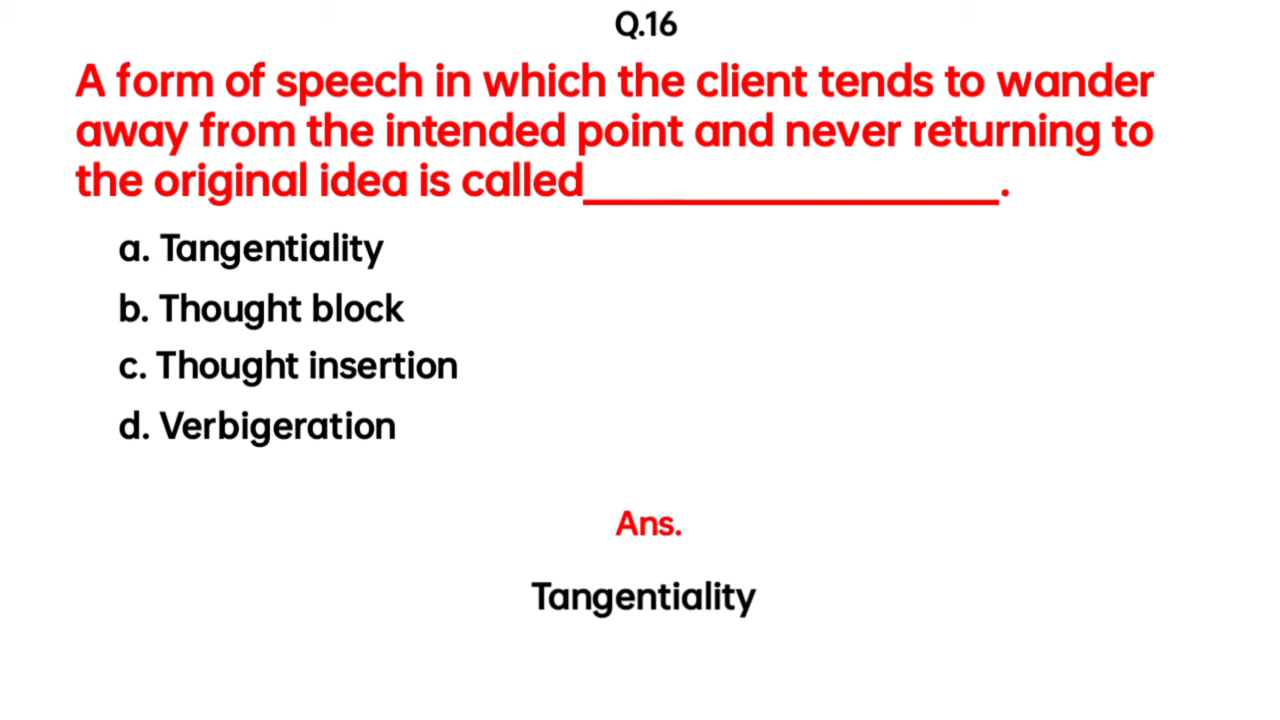 Q.16
A form of speech in which the client tends to wander
away from the intended point and never returning to
the original idea is called____________________.
a. Tangentiality
b. Thought block
c. Thought insertion
d. Verbigeration
Ans.
Tangentiality